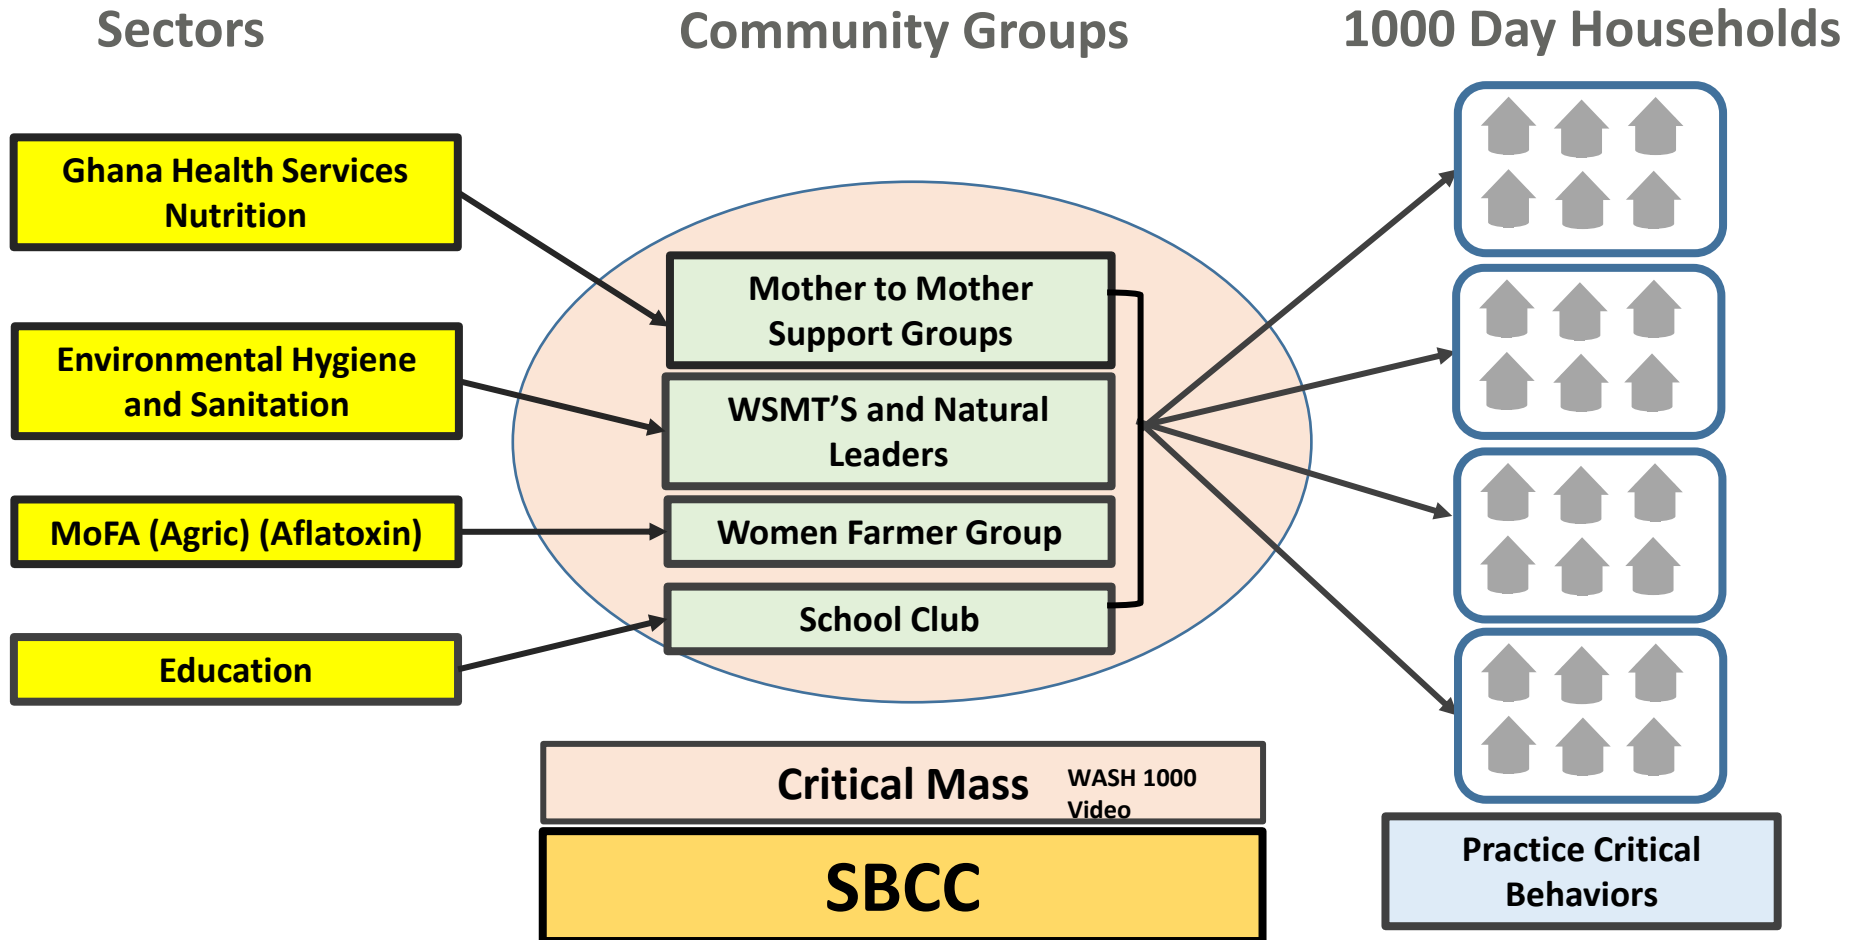 Sectors
Community Groups
1000 Day Households
Ghana Health Services
Nutrition
Environmental Hygiene
and Sanitation
MoFA (Agric) (Aflatoxin)
Education
Mother to Mother
Support Groups
WSMT’S and Natural
Leaders
Women Farmer Group
School Club
Critical Mass
WASH 1000
Video
SBCC
Practice Critical
Behaviors